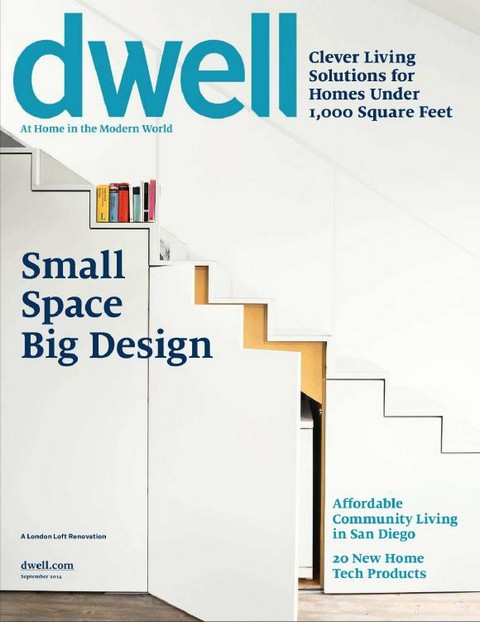 dwell
At Home in the Modern World
Clever Living
Solutions for
Homes Under
1,000 Square Feet
Small
Space
Big Design
A London Loft Renovation
dwell.com
September 2014
Affordable
Community Living
in San Diego
20 New Home
Tech Products